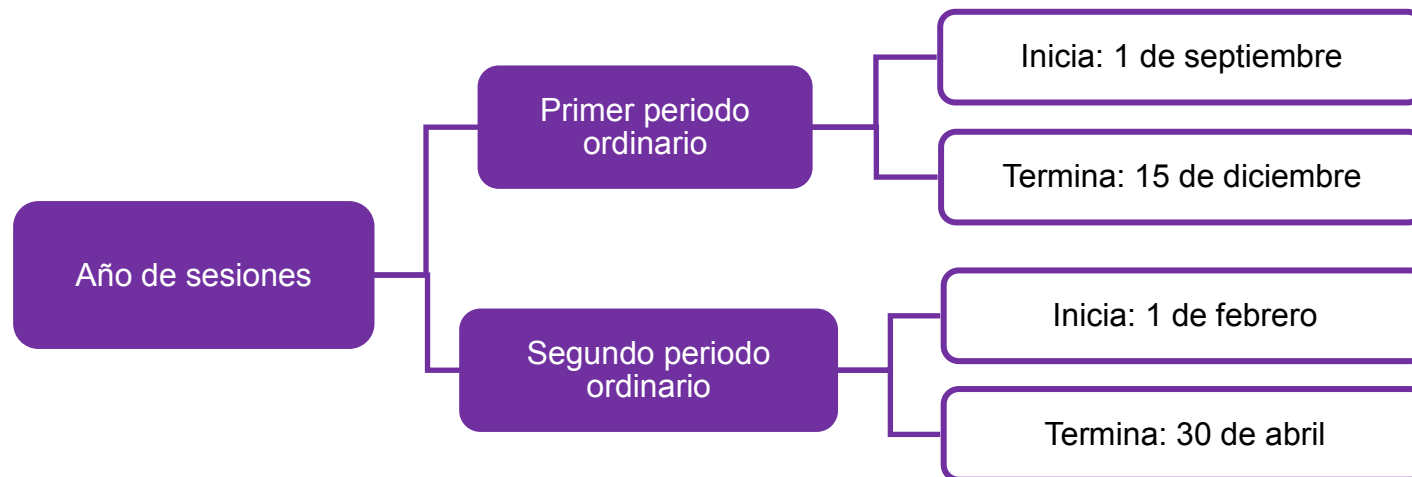 Año de sesiones
Primer periodo
ordinario
Inicia: 1 de septiembre
Termina: 15 de diciembre
Segundo periodo
ordinario
Inicia: 1 de febrero
Termina: 30 de abril